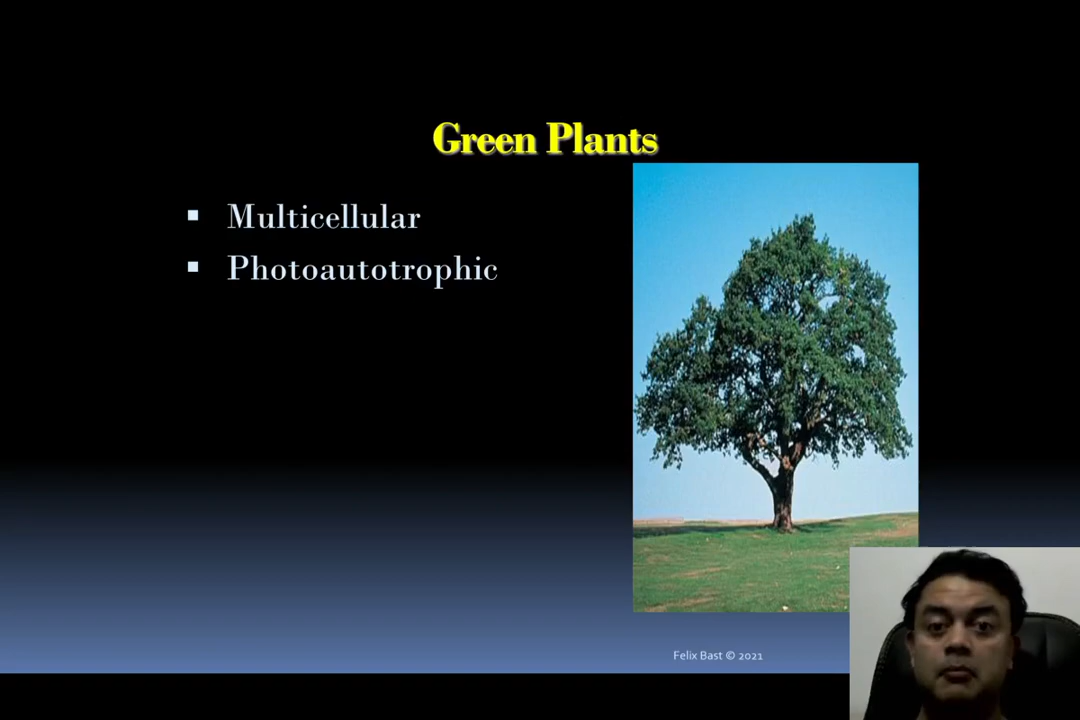 Green Plants
▪ Multicellular
▪ Photoautotrophic
Felix Bast © 2021